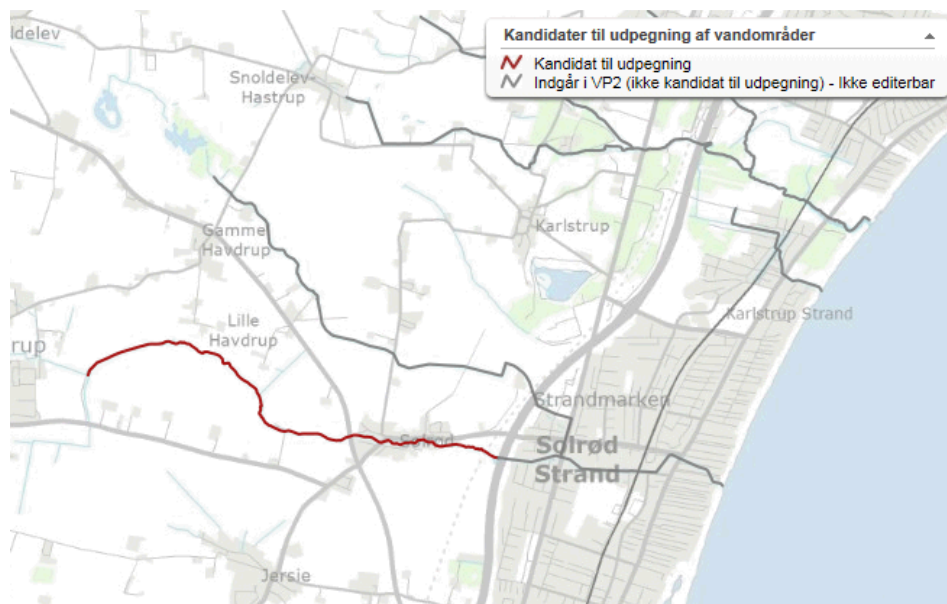 ldelev
Kandidater til udpegning af vandområder
Kandidat til udpegning
Indgår i VP2 (ikke kandidat til udpegning) - Ikke editerbar
Snoldelev-
Hastrup
Karlstrup
Gammel
Havdrup
Lille
Havdrup
Karlstrup Strand
rup
Strandmarken
Solrød
Solrød
Strand
Jersie